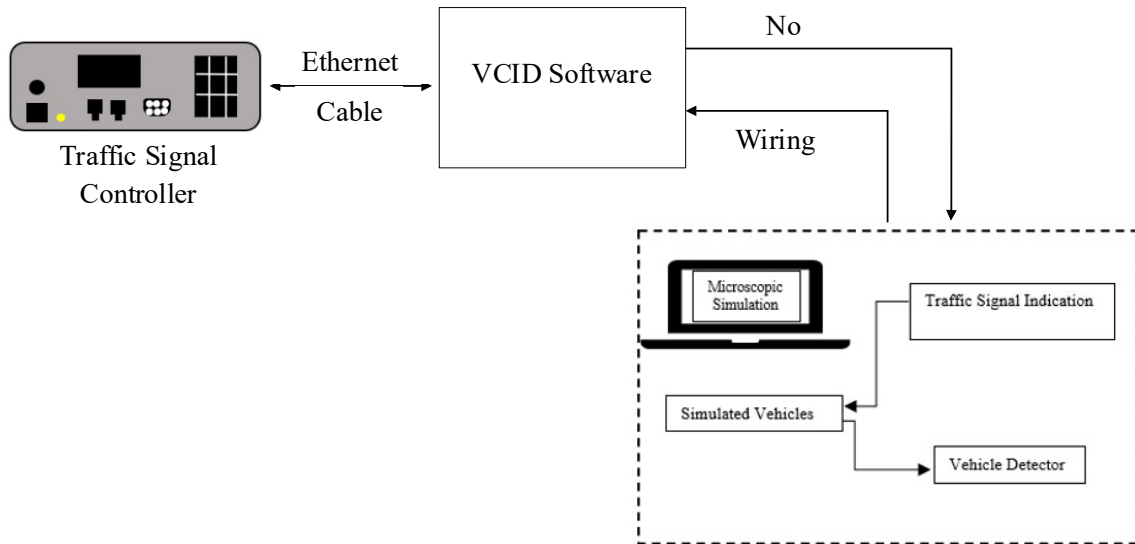 Traffic Signal
Controller
Ethernet
Cable
VCID Software
No
Wiring
Microscopic
Simulation
Traffic Signal Indication
Simulated Vehicles
Vehicle Detector